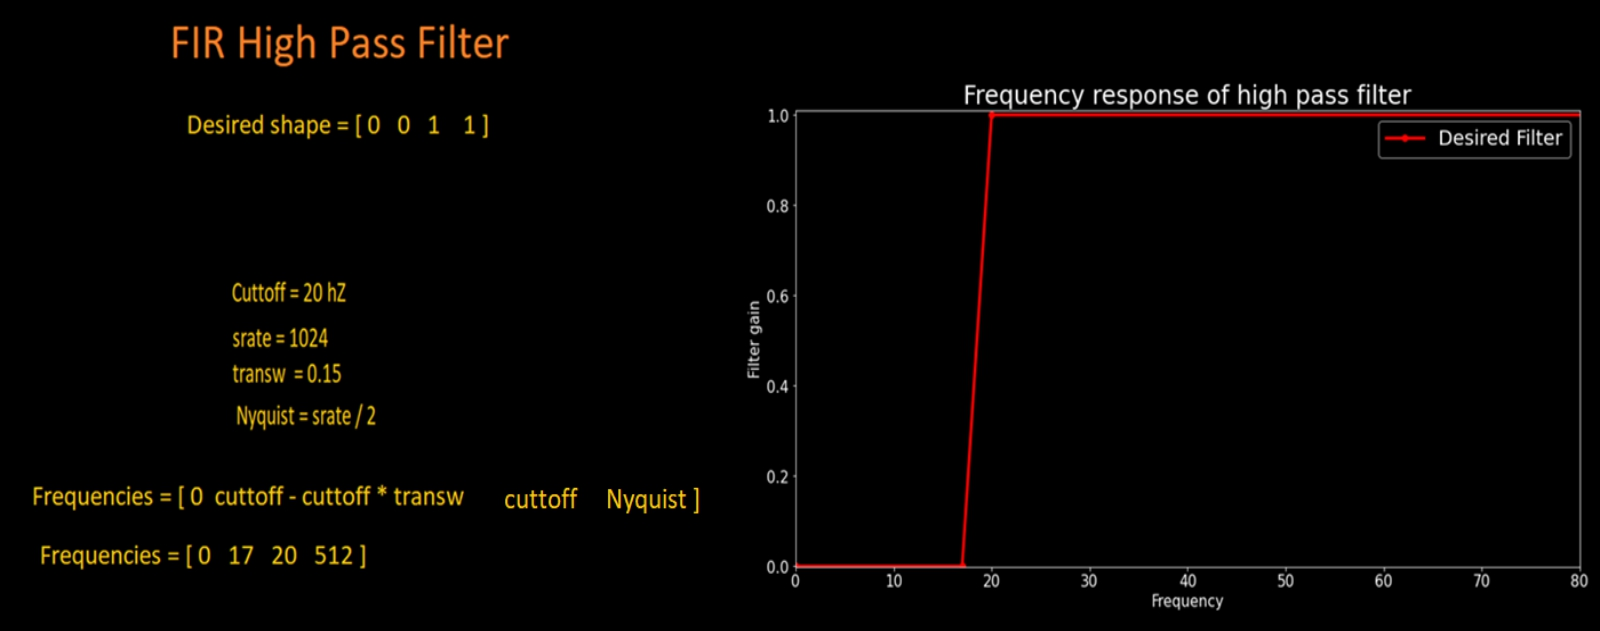 FIR High Pass Filter
Desired shape = [ 0 0 1 1 ]
Cuttoff = 20 hZ
srate = 1024
transw = 0.15
Nyquist = srate / 2
Frequencies = [ 0 cuttoff - cuttoff * transw cuttoff Nyquist ]
Frequencies = [ 0 17 20 512 ]
Frequency response of high pass filter
Desired Filter
Filter gain
1.0
0.8
0.6
0.4
0.2
0.0
0 10 20 30 40 50 60 70 80
Frequency